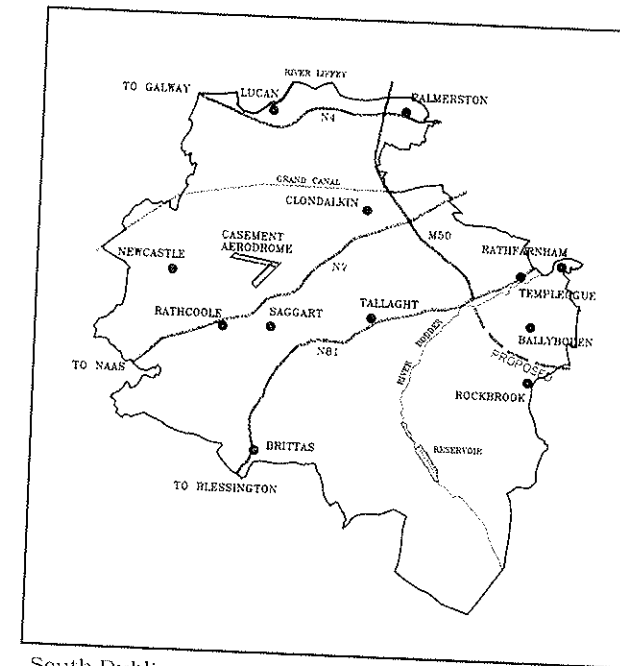 RIVER LIFFEY
TO GALWAY
LUCAN
PALMERSTON
N4
GRAND CANAL
CLONDALKIN
CASEMENT
AERODROME
M50
NEWCASTLE
RATHFARNHAM
N7
TEMPLEOGUE
RATHCOOLE
SAGGART
TALLAGHT
BALLYBODEN
N81
RIVER DODDER
PROPOSED
TO NAAS
ROCKBROOK
BRITTAS
RESERVOIR
TO BLESSINGTON
South Dubli